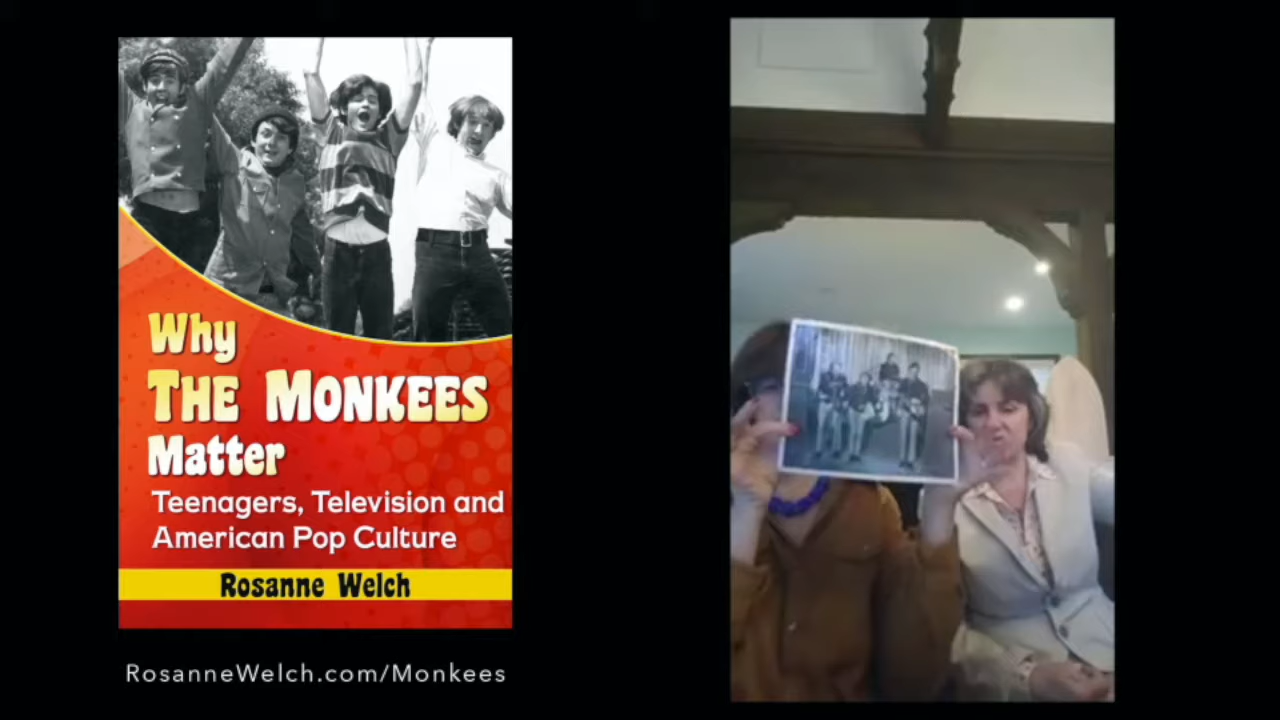 Why
THE MONKEES
Matter
Teenagers, Television and
American Pop Culture
Rosanne Welch
RosanneWelch.com/Monkees